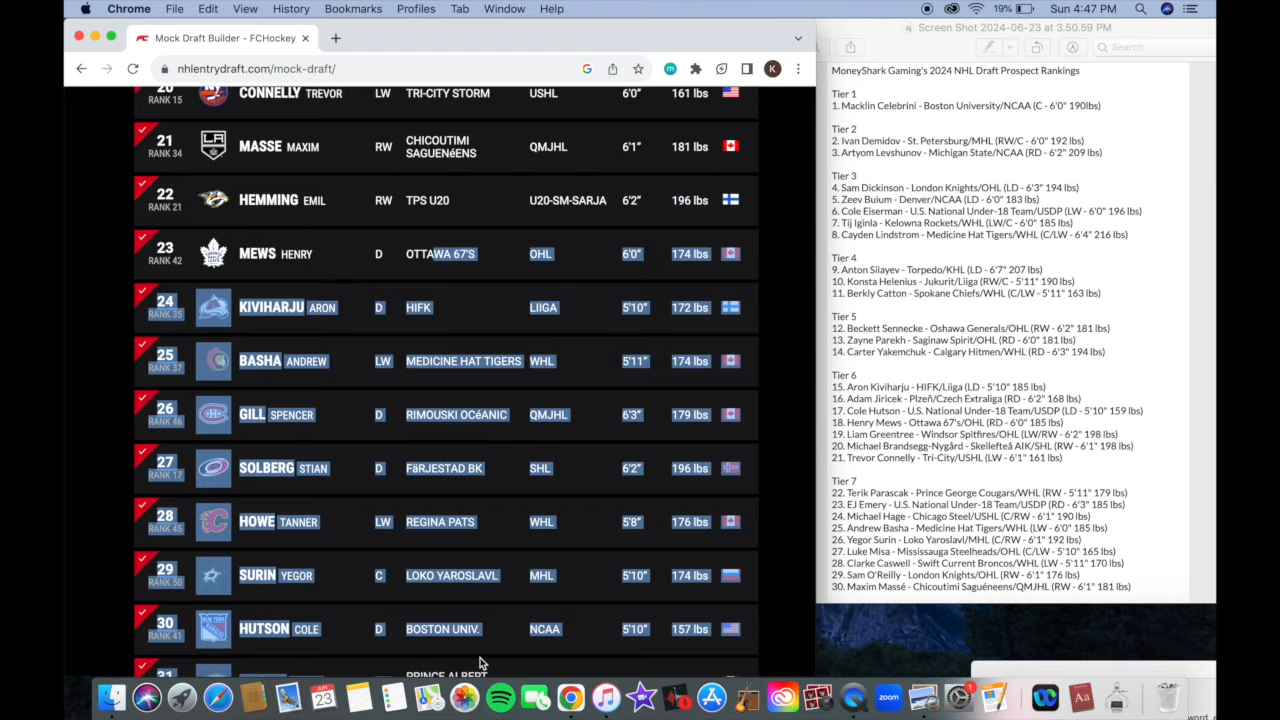 Chrome File Edit View History Bookmarks Profiles Tab Window Help 19% Sun 4:47 PM
Mock Draft Builder - FCHockey
nhlentrydraft.com/mock-draft/
K
20 RANK 15 CONNELLY TREVOR LW TRI-CITY STORM USHL 6'0" 161 lbs
21 RANK 34 MASSE MAXIM RW CHICOUTIMI SAGUENéENS QMJHL 6'1" 181 lbs
22 RANK 21 HEMMING EMIL RW TPS U20 U20-SM-SARJA 6'2" 196 lbs
23 RANK 42 MEWS HENRY D OTTAWA 67'S OHL 6'0" 174 lbs
24 RANK 35 KIVIHARJU ARON D HIFK LIIGA 5'10" 172 lbs
25 RANK 37 BASHA ANDREW LW MEDICINE HAT TIGERS WHL 5'11" 174 lbs
26 RANK 46 GILL SPENCER D RIMOUSKI OCéANIC QMJHL 6'3" 179 lbs
27 RANK 17 SOLBERG STIAN D FäRJESTAD BK SHL 6'2" 196 lbs
28 RANK 45 HOWE TANNER LW REGINA PATS WHL 5'8" 176 lbs
29 RANK 50 SURIN YEGOR C LOKO YAROSLAVL MHL 5'10" 174 lbs
30 RANK 41 HUTSON COLE D BOSTON UNIV. NCAA 5'10" 157 lbs
31 PRINCE ALBERT
Screen Shot 2024-06-23 at 3.50.59 PM
Search
MoneyShark Gaming's 2024 NHL Draft Prospect Rankings
Tier 1
1. Macklin Celebrini - Boston University/NCAA (C - 6'0" 190lbs)
Tier 2
2. Ivan Demidov - St. Petersburg/MHL (RW/C - 6'0" 192 lbs)
3. Artyom Levshunov - Michigan State/NCAA (RD - 6'2" 209 lbs)
Tier 3
4. Sam Dickinson - London Knights/OHL (LD - 6'3" 194 lbs)
5. Zeev Buium - Denver/NCAA (LD - 6'0" 183 lbs)
6. Cole Eiserman - U.S. National Under-18 Team/USDP (LW - 6'0" 196 lbs)
7. Tij Iginla - Kelowna Rockets/WHL (LW/C - 6'0" 185 lbs)
8. Cayden Lindstrom - Medicine Hat Tigers/WHL (C/LW - 6'4" 216 lbs)
Tier 4
9. Anton Silayev - Torpedo/KHL (LD - 6'7" 207 lbs)
10. Konsta Helenius - Jukurit/Liiga (RW/C - 5'11" 190 lbs)
11. Berkly Catton - Spokane Chiefs/WHL (C/LW - 5'11" 163 lbs)
Tier 5
12. Beckett Sennecke - Oshawa Generals/OHL (RW - 6'2" 181 lbs)
13. Zayne Parekh - Saginaw Spirit/OHL (RD - 6'0" 181 lbs)
14. Carter Yakemchuk - Calgary Hitmen/WHL (RD - 6'3" 194 lbs)
Tier 6
15. Aron Kiviharju - HIFK/Liiga (LD - 5'10" 185 lbs)
16. Adam Jiricek - Plzeň/Czech Extraliga (RD - 6'2" 168 lbs)
17. Cole Hutson - U.S. National Under-18 Team/USDP (LD - 5'10" 159 lbs)
18. Henry Mews - Ottawa 67's/OHL (RD - 6'0" 185 lbs)
19. Liam Greentree - Windsor Spitfires/OHL (LW/RW - 6'2" 198 lbs)
20. Michael Brandsegg-Nygård - Skellefteå AIK/SHL (RW - 6'1" 198 lbs)
21. Trevor Connelly - Tri-City/USHL (LW - 6'1" 161 lbs)
Tier 7
22. Terik Parascak - Prince George Cougars/WHL (RW - 5'11" 179 lbs)
23. EJ Emery - U.S. National Under-18 Team/USDP (RD - 6'3" 185 lbs)
24. Michael Hage - Chicago Steel/USHL (C/RW - 6'1" 190 lbs)
25. Andrew Basha - Medicine Hat Tigers/WHL (LW - 6'0" 185 lbs)
26. Yegor Surin - Loko Yaroslavl/MHL (C/RW - 6'1" 192 lbs)
27. Luke Misa - Mississauga Steelheads/OHL (C/LW - 5'10" 165 lbs)
28. Clarke Caswell - Swift Current Broncos/WHL (LW - 5'11" 170 lbs)
29. Sam O'Reilly - London Knights/OHL (RW - 6'1" 176 lbs)
30. Maxim Massé - Chicoutimi Saguéneens/QMJHL (RW - 6'1" 181 lbs)
JUN 23
zoom
1
Aa